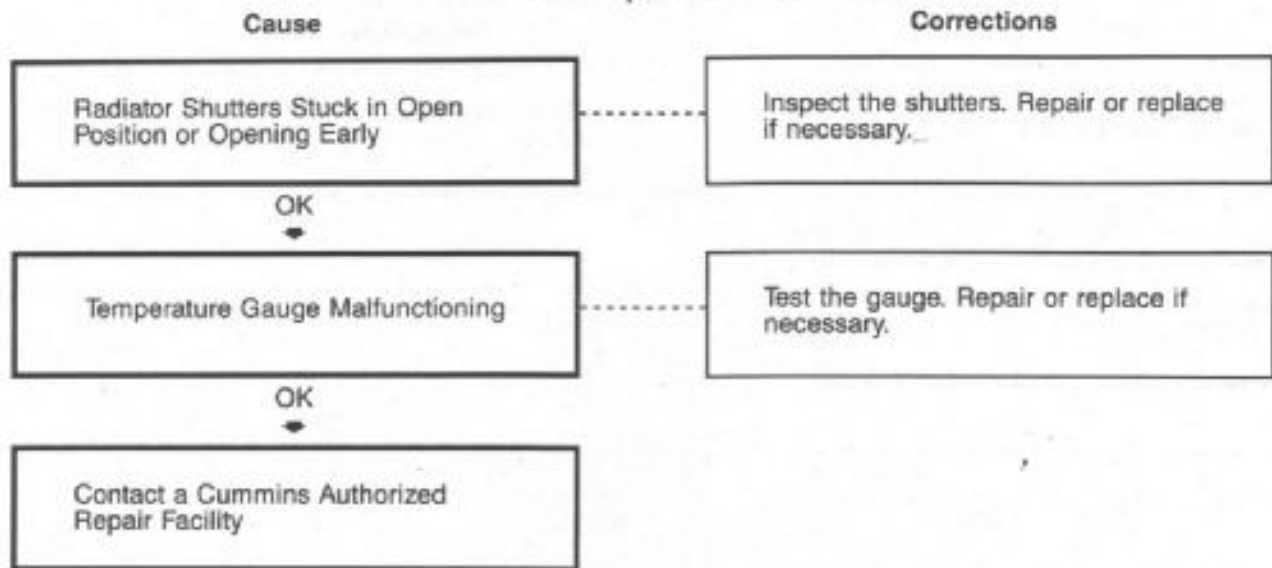 Cause
Corrections
Radiator Shutters Stuck in Open
Position or Opening Early
Inspect the shutters. Repair or replace
if necessary.
OK
Temperature Gauge Malfunctioning
Test the gauge. Repair or replace if
necessary.
OK
Contact a Cummins Authorized
Repair Facility